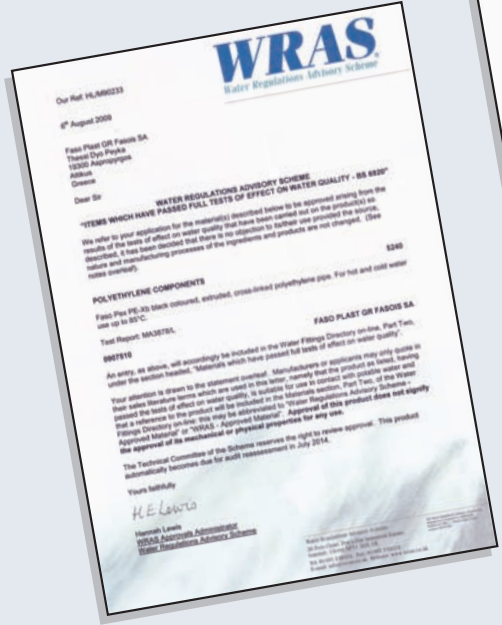 WRAS
Water Regulations Advisory Scheme
Our Ref: HL/M90233
6th August 2009
Faso Plast GR Fasois SA
Thessi Dyo Peyka
19300 Aspropyrgos
Attikus
Greece
Dear Sir
WATER REGULATIONS ADVISORY SCHEME
"ITEMS WHICH HAVE PASSED FULL TESTS OF EFFECT ON WATER QUALITY - BS 6920"
We refer to your application for the material(s) described below to be approved arising from the
results of the tests of effect on water quality that have been carried out on the product(s) as
described, it has been decided that there is no objection to its/their use provided the source,
nature and manufacturing processes of the ingredients and products are not changed. (See
notes overleaf).
POLYETHYLENE COMPONENTS
5240
Faso Pex PE-Xb black coloured, extruded, cross-linked polyethylene pipe. For hot and cold water
use up to 85°C.
Test Report: MA3878/L
0907510
FASO PLAST GR FASOIS SA
An entry, as above, will accordingly be included in the Water Fittings Directory on-line, Part Two,
under the section headed, "Materials which have passed full tests of effect on water quality".
Your attention is drawn to the statement overleaf. Manufacturers or applicants may only quote in
their sales literature terms which are used in this letter, namely that the product as listed, having
passed the tests of effect on water quality, is suitable for use in contact with potable water and
that a reference to the product will be included in the Materials section, Part Two, of the Water
Fittings Directory on-line: this may be abbreviated to "Water Regulations Advisory Scheme -
Approved Material" or "WRAS - Approved Material". Approval of this product does not signify
the approval of its mechanical or physical properties for any use.
The Technical Committee of the Scheme reserves the right to review approval. This product
automatically becomes due for audit reassessment in July 2014.
Yours faithfully
H E Lewis
Hannah Lewis
WRAS Approvals Administrator
Water Regulations Advisory Scheme
Water Regulations Advisory Scheme